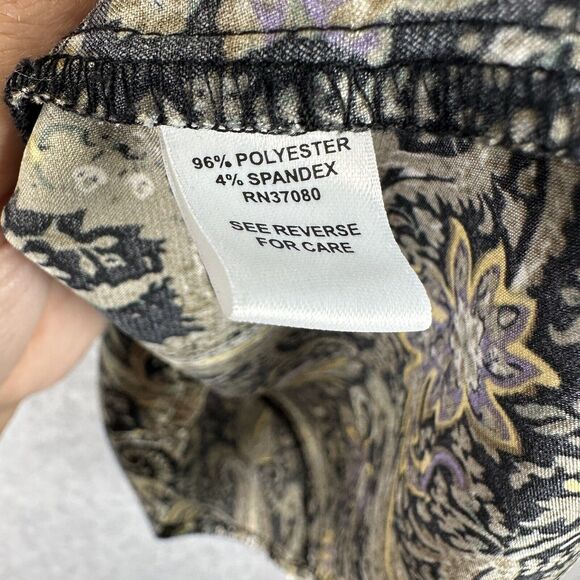 96% POLYESTER
4% SPANDEX
RN37080
SEE REVERSE
FOR CARE